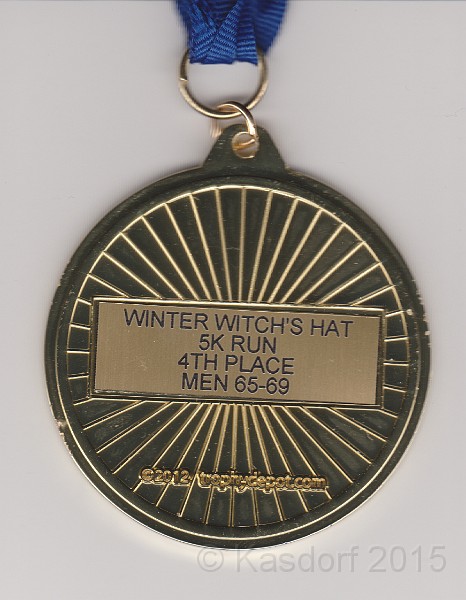 WINTER WITCH'S HAT
5K RUN
4TH PLACE
MEN 65-69
©2012 trophydepot.com
© Kasdorf 2015